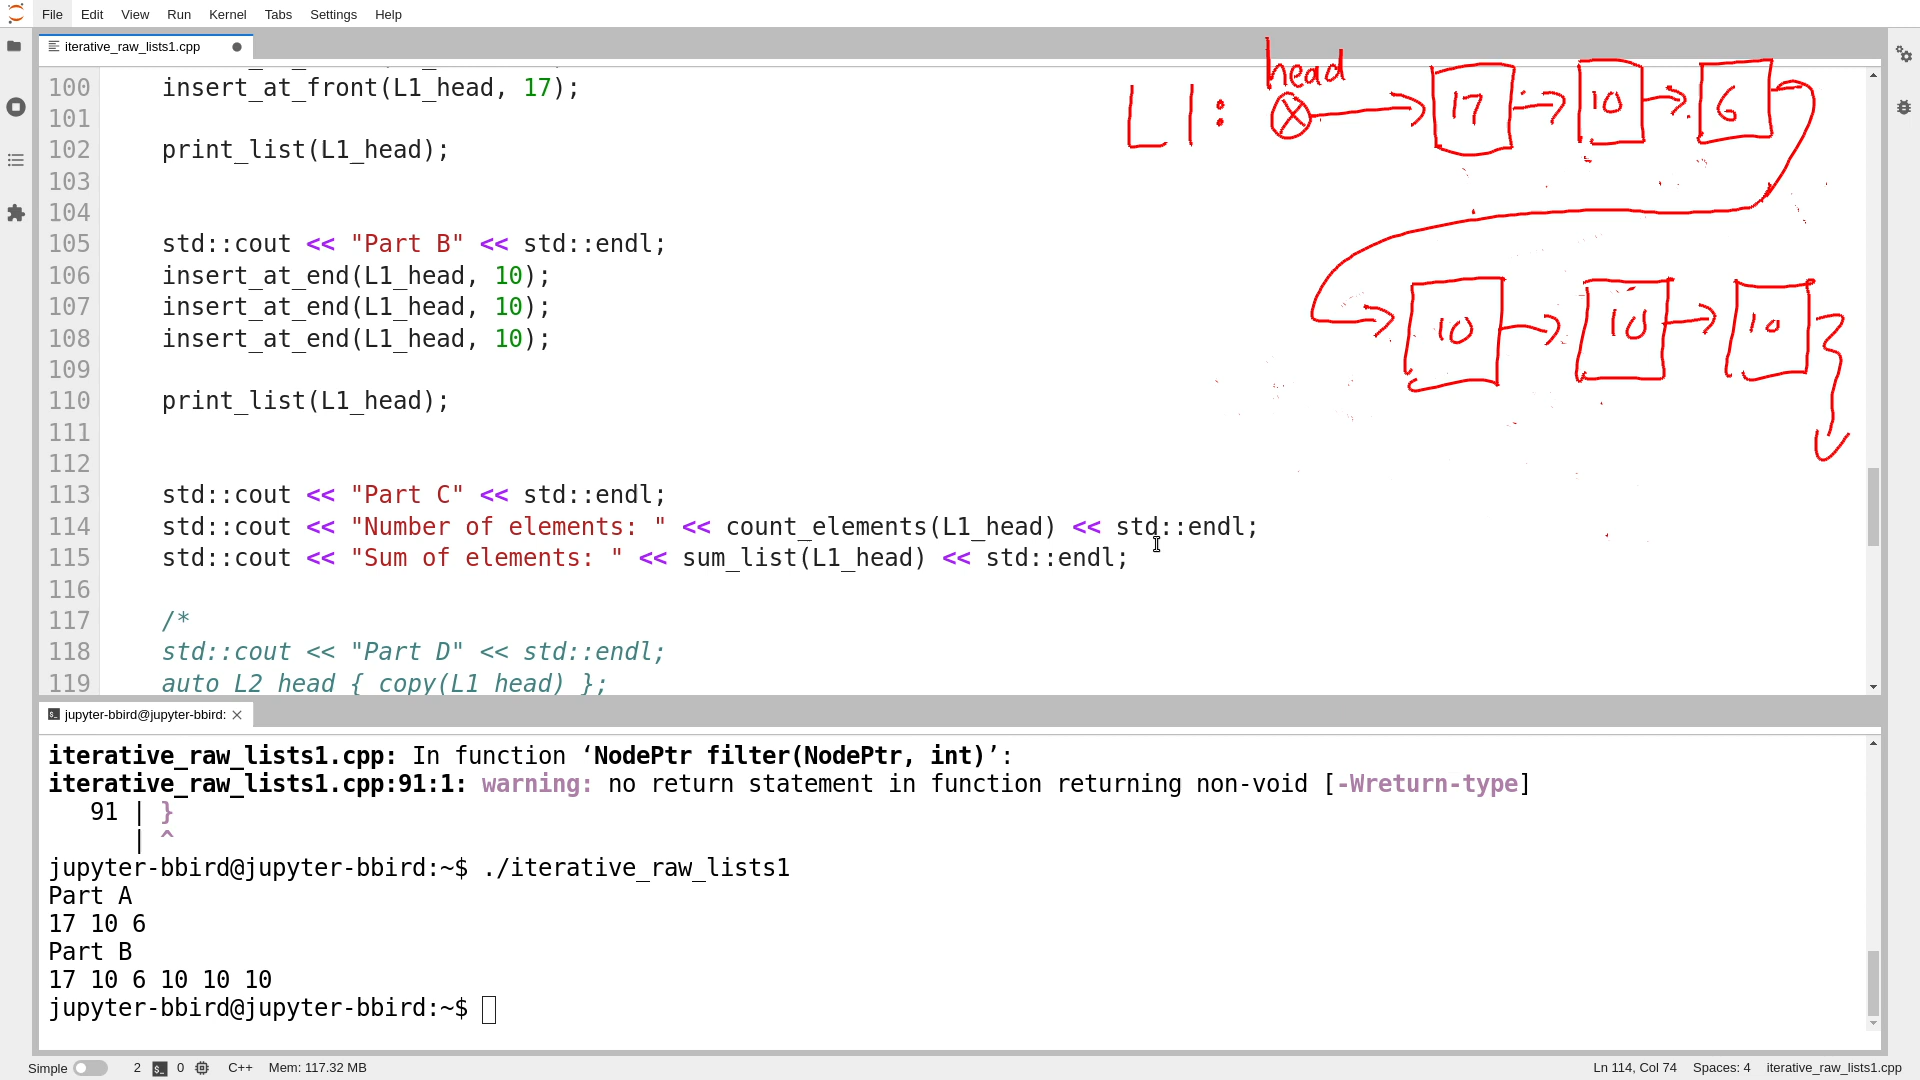 File Edit View Run Kernel Tabs Settings Help
iterative_raw_lists1.cpp
100 insert_at_front(L1_head, 17);
101
102 print_list(L1_head);
103
104
105 std::cout << "Part B" << std::endl;
106 insert_at_end(L1_head, 10);
107 insert_at_end(L1_head, 10);
108 insert_at_end(L1_head, 10);
109
110 print_list(L1_head);
111
112
113 std::cout << "Part C" << std::endl;
114 std::cout << "Number of elements: " << count_elements(L1_head) << std::endl;
115 std::cout << "Sum of elements: " << sum_list(L1_head) << std::endl;
116
117 /*
118 std::cout << "Part D" << std::endl;
119 auto L2_head { copy(L1_head) };
head
L1: 17 10 6
10 10 10
jupyter-bbird@jupyter-bbird:
iterative_raw_lists1.cpp: In function ‘NodePtr filter(NodePtr, int)’:
iterative_raw_lists1.cpp:91:1: warning: no return statement in function returning non-void [-Wreturn-type]
91 | }
| ^
jupyter-bbird@jupyter-bbird:~$ ./iterative_raw_lists1
Part A
17 10 6
Part B
17 10 6 10 10 10
jupyter-bbird@jupyter-bbird:~$
Simple 2 0 C++ Mem: 117.32 MB Ln 114, Col 74 Spaces: 4 iterative_raw_lists1.cpp